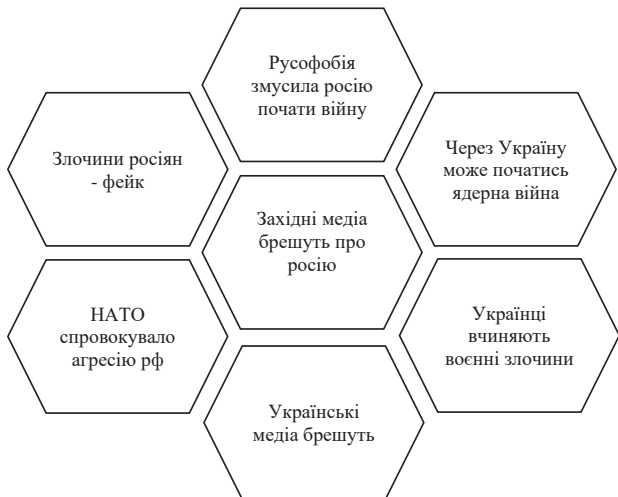 Русофобія
змусила росію
почати війну
Злочини росіян
- фейк
Через Україну
може початись
ядерна війна
Західні медіа
брешуть про
росію
НАТО
спровокувало
агресію рф
Українці
вчиняють
воєнні злочини
Українські
медіа брешуть